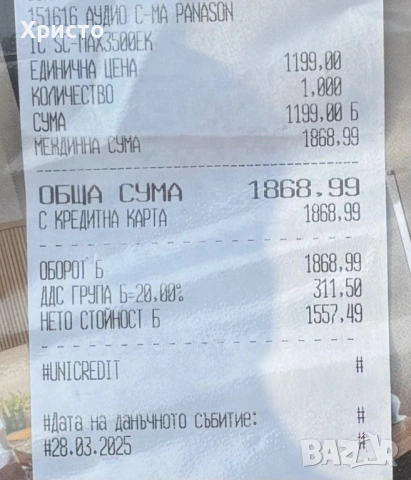 Христо
151616 АУДИО С-МА PANASON
IC SC-MAX3500EK
ЕДИНИЧНА ЦЕНА 1199,00
КОЛИЧЕСТВО 1,000
СУМА 1199,00 Б
МЕЖДИННА СУМА 1868,99
ОБЩА СУМА 1868,99
С КРЕДИТНА КАРТА 1868,99
ОБОРОТ Б 1868,99
ДДС ГРУПА Б=20,00% 311,50
НЕТО СТОЙНОСТ Б 1557,49
#UNICREDIT #
#Дата на данъчното събитие: #
#28.03.2025 #
BAZAR